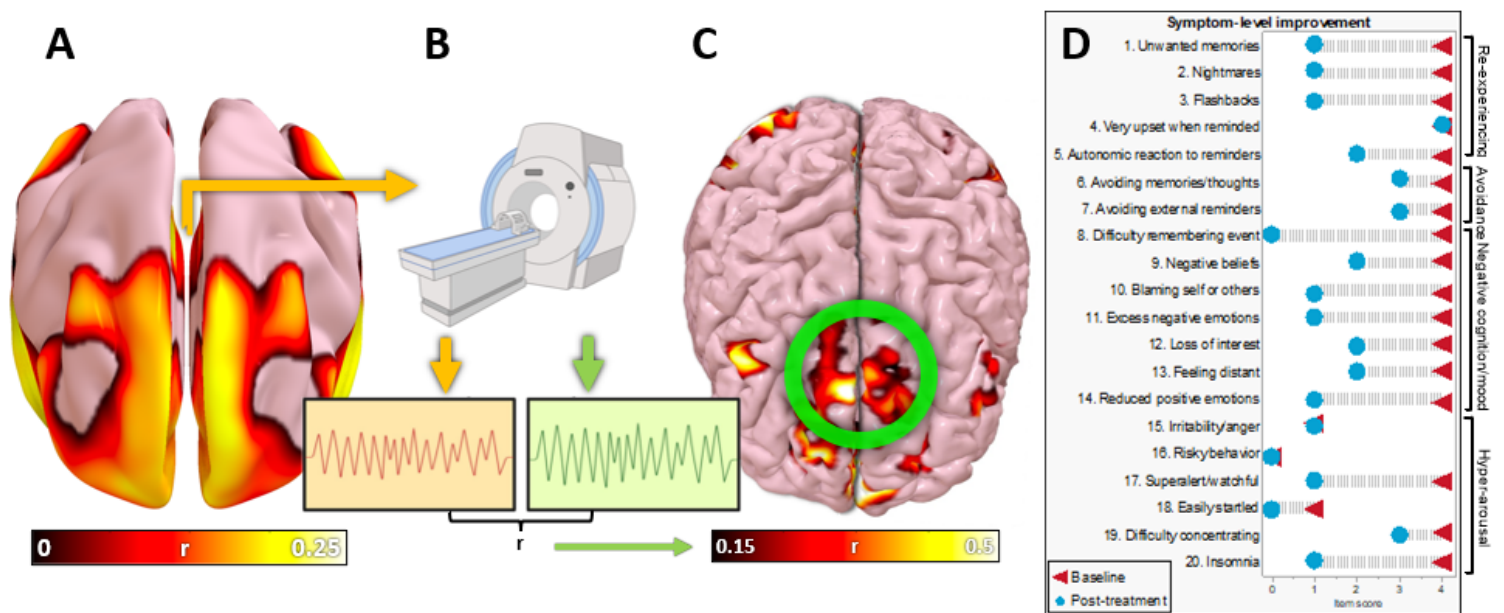 A
B
C
D
0 r 0.25
r
0.15 r 0.5
Symptom-level improvement
1. Unwanted memories
2. Nightmares
3. Flashbacks
4. Very upset when reminded
5. Autonomic reaction to reminders
6. Avoiding memories/thoughts
7. Avoiding external reminders
8. Difficulty remembering event
9. Negative beliefs
10. Blaming self or others
11. Excess negative emotions
12. Loss of interest
13. Feeling distant
14. Reduced positive emotions
15. Irritability/anger
16. Risky behavior
17. Superalert/watchful
18. Easily startled
19. Difficulty concentrating
20. Insomnia
Re-experiencing
Avoidance
Negative cognition/mood
Hyper-arousal
0 1 2 3 4
Item score
Baseline
Post-treatment